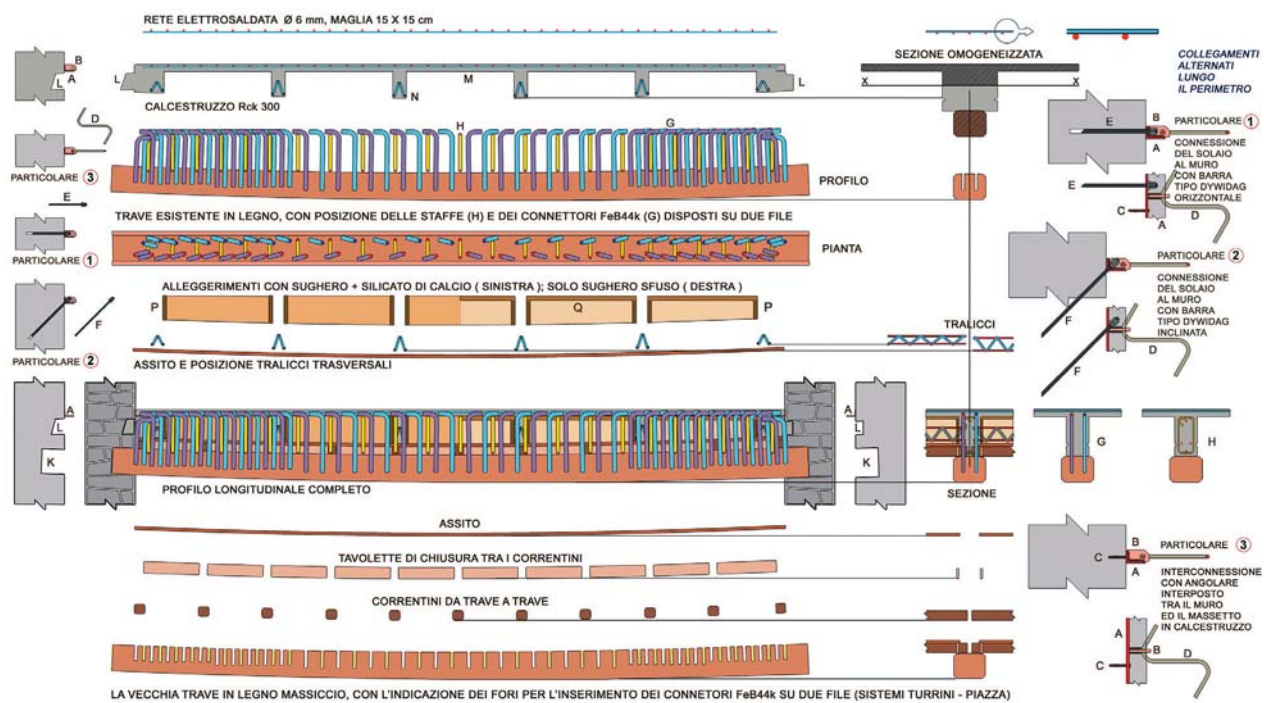 RETE ELETTROSALDATA Ø 6 mm, MAGLIA 15 X 15 cm
SEZIONE OMOGENEIZZATA
COLLEGAMENTI
ALTERNATI
LUNGO
IL PERIMETRO
B
A
L
L
M
L
N
X
X
CALCESTRUZZO Rck 300
D
H
G
E
B
A
PARTICOLARE 1
CONNESSIONE
DEL SOLAIO
AL MURO
CON BARRA
TIPO DYWIDAG
ORIZZONTALE
PARTICOLARE 3
PROFILO
E
D
C
A
E
TRAVE ESISTENTE IN LEGNO, CON POSIZIONE DELLE STAFFE (H) E DEI CONNETTORI FeB44k (G) DISPOSTI SU DUE FILE
PIANTA
PARTICOLARE 1
PARTICOLARE 2
CONNESSIONE
DEL SOLAIO
AL MURO
CON BARRA
TIPO DYWIDAG
INCLINATA
F
D
F
ALLEGGERIMENTI CON SUGHERO + SILICATO DI CALCIO ( SINISTRA ); SOLO SUGHERO SFUSO ( DESTRA )
P
Q
P
F
TRALICCI
PARTICOLARE 2
ASSITO E POSIZIONE TRALICCI TRASVERSALI
A
L
K
A
L
K
G
H
PROFILO LONGITUDINALE COMPLETO
SEZIONE
ASSITO
TAVOLETTE DI CHIUSURA TRA I CORRENTINI
CORRENTINI DA TRAVE A TRAVE
B
C
A
PARTICOLARE 3
INTERCONNESSIONE
CON ANGOLARE
INTERPOSTO
TRA IL MURO
ED IL MASSETTO
IN CALCESTRUZZO
A
B
D
C
LA VECCHIA TRAVE IN LEGNO MASSICCIO, CON L'INDICAZIONE DEI FORI PER L'INSERIMENTO DEI CONNETORI FeB44k SU DUE FILE (SISTEMI TURRINI - PIAZZA)